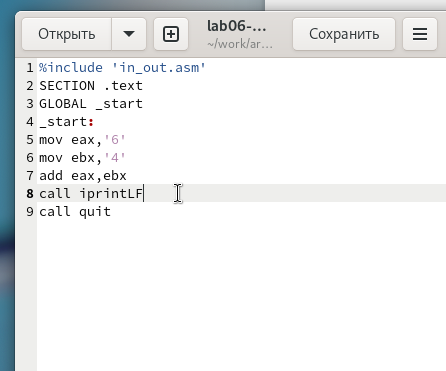 Открыть
lab06-...
~/work/ar...
Сохранить
1 %include 'in_out.asm'
2 SECTION .text
3 GLOBAL _start
4 _start:
5 mov eax,'6'
6 mov ebx,'4'
7 add eax,ebx
8 call iprintLF
9 call quit